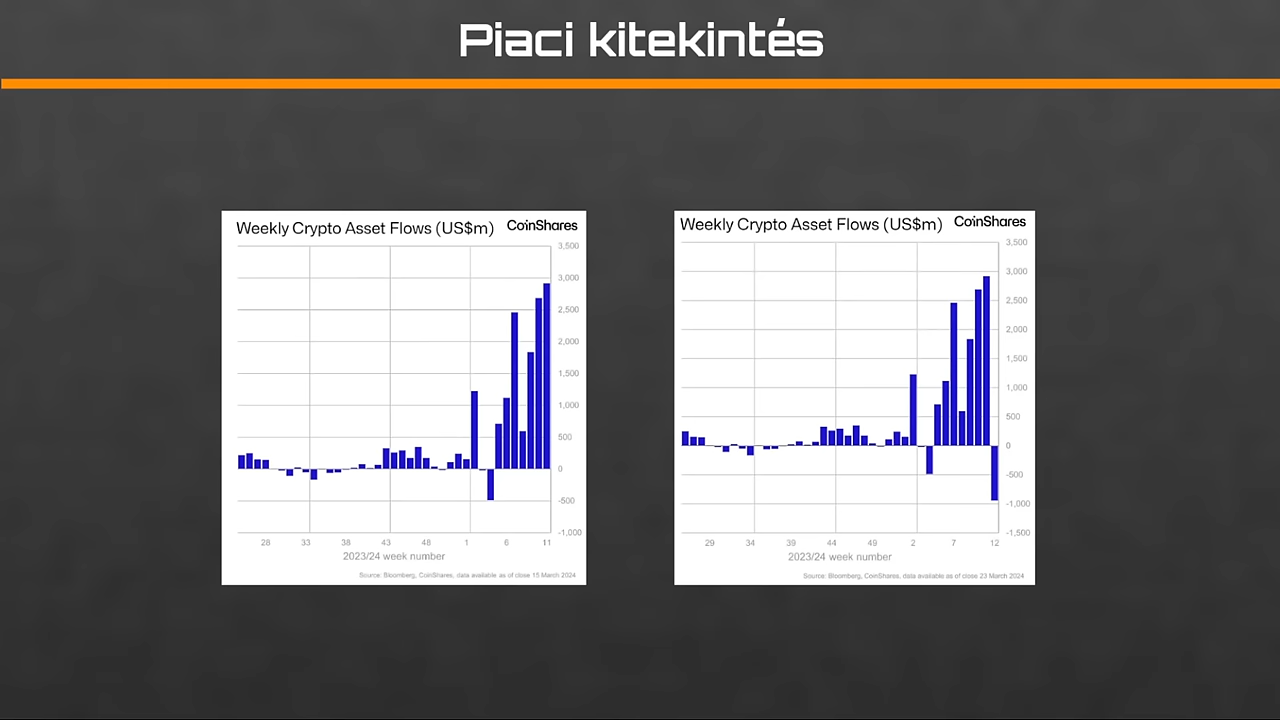 Piaci kitekintés
Weekly Crypto Asset Flows (US$m) CoinShares
3,500
3,000
2,500
2,000
1,500
1,000
500
0
-500
-1,000
28 33 38 43 48 1 6 11
2023/24 week number
Source: Bloomberg, CoinShares, data available as of close 15 March 2024
Weekly Crypto Asset Flows (US$m) CoinShares
3,500
3,000
2,500
2,000
1,500
1,000
500
0
-500
-1,000
-1,500
29 34 39 44 49 2 7 12
2023/24 week number
Source: Bloomberg, CoinShares, data available as of close 23 March 2024